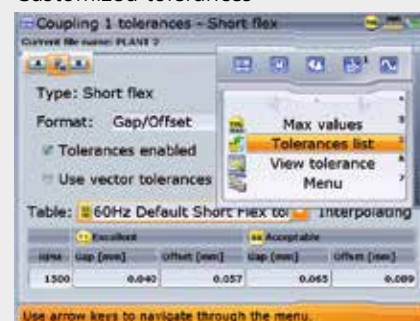 Customized tolerances
Coupling 1 tolerances - Short flex
Current file name: PLANT 2
Type: Short flex
Format: Gap/Offset
Tolerances enabled
Use vector tolerances
Max values
Tolerances list
View tolerance
Menu
Table: 60Hz Default Short Flex tol Interpolating
Excellent Acceptable
RPM Gap [mm] Offset [mm] Gap [mm] Offset [mm]
1500 0.040 0.057 0.065 0.089
Use arrow keys to navigate through the menu.